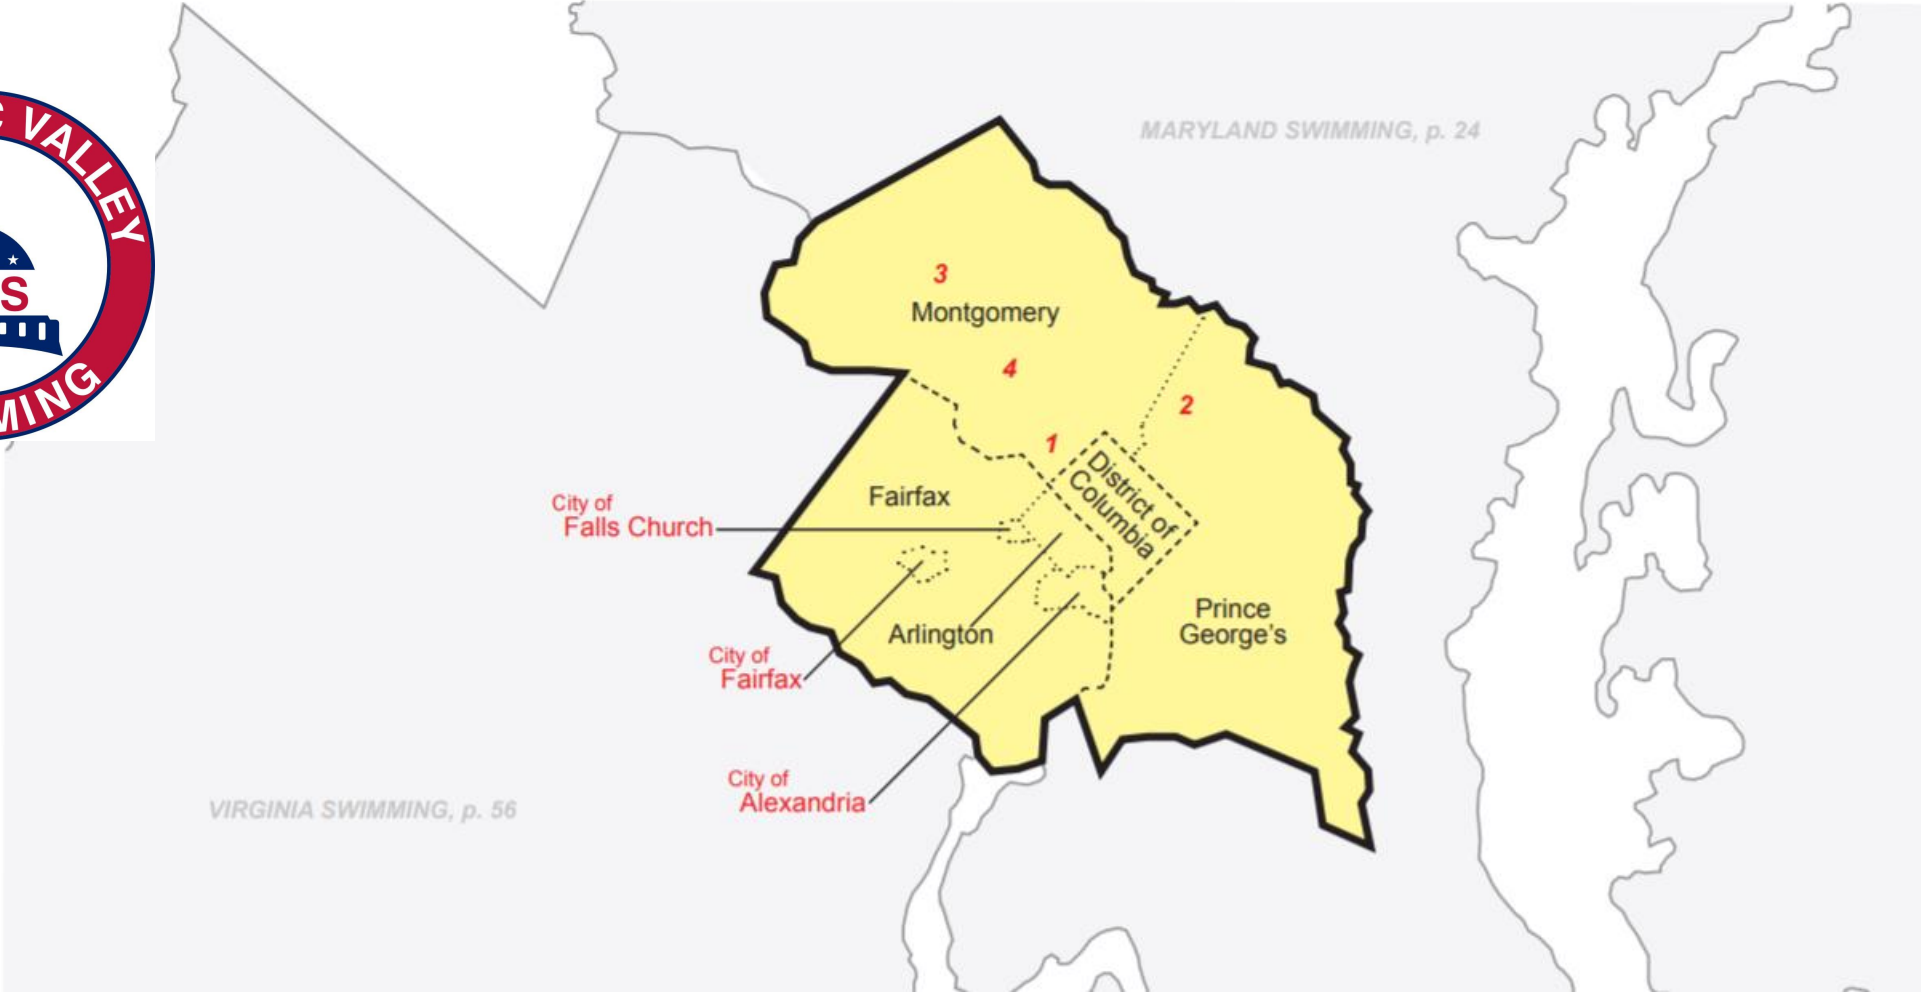 C VALLEY
S
MING
MARYLAND SWIMMING, p. 24
3
Montgomery
4
2
1
District of
Columbia
Fairfax
City of
Falls Church
Arlington
Prince
George's
City of
Fairfax
City of
Alexandria
VIRGINIA SWIMMING, p. 56